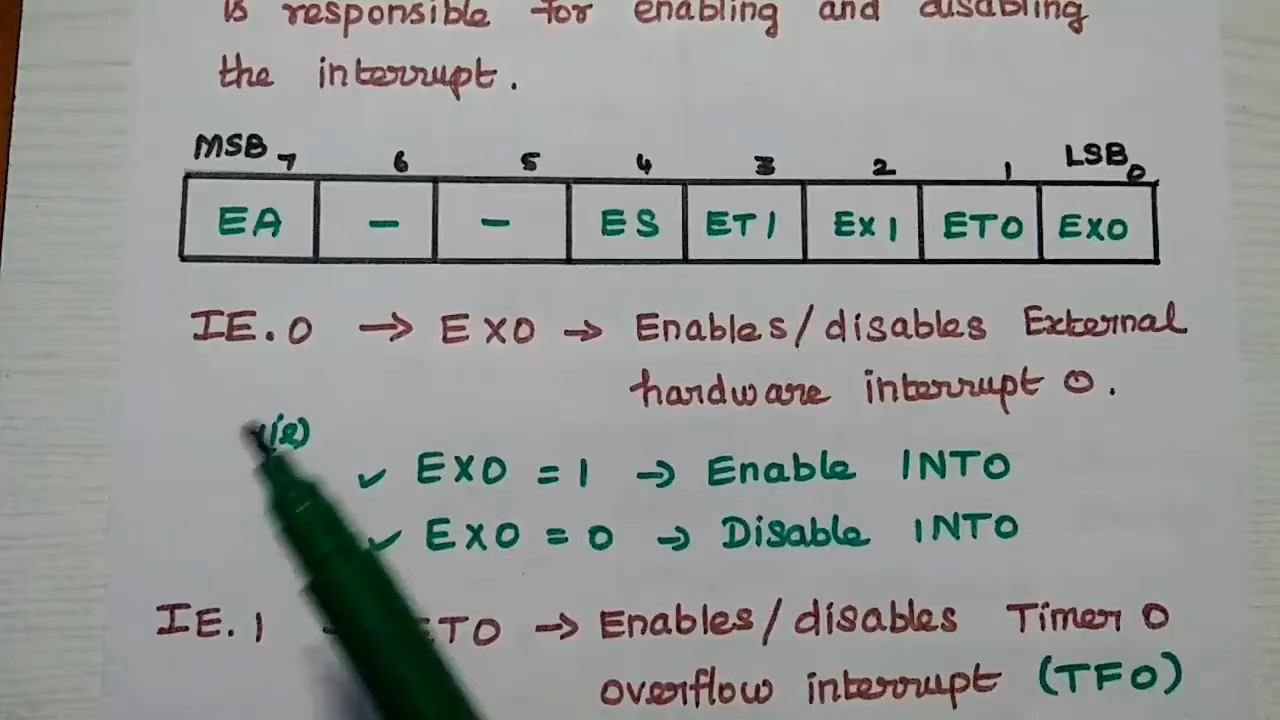 is responsible for enabling and disabling
the interrupt.
MSB 7 6 5 4 3 2 1 LSB 0
EA - - ES ET1 EX1 ET0 EX0
IE.0 → EX0 → Enables/disables External
hardware interrupt 0.
(ie)
✓ EX0 = 1 → Enable INT0
✓ EX0 = 0 → Disable INT0
IE.1 ET0 → Enables/disables Timer 0
overflow interrupt (TF0)